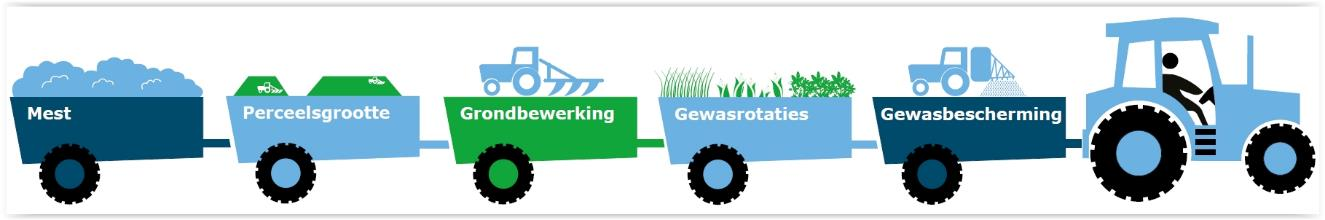 Mest
Perceelsgrootte
Grondbewerking
Gewasrotaties
Gewasbescherming